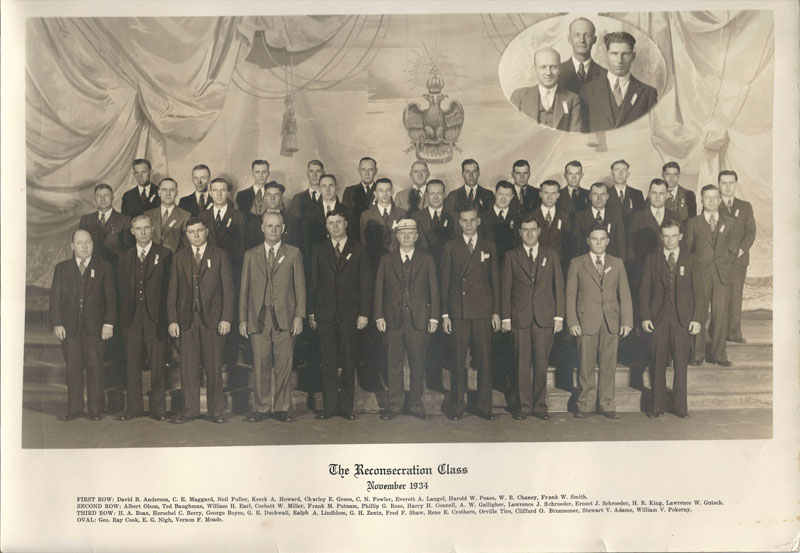 The Reconsecration Class
November 1934
FIRST ROW: David B. Anderson, C. E. Maggard, Neil Fuller, Kerch A. Howard, Charley E. Green, C. N. Fowler, Everett A. Langel, Harold W. Pease, W. R. Chaney, Frank W. Smith.
SECOND ROW: Albert Olson, Ted Baughman, William H. Earl, Corbett W. Miller, Frank M. Putnam, Phillip G. Rose, Harry H. Connell, A. W. Galligher, Lawrence J. Schroeder, Ernest J. Schroeder, H. R. King, Lawrence W. Gutsch.
THIRD ROW: H. A. Boax, Herschel C. Berry, George Boyce, G. E. Duckwall, Ralph A. Lindblom, G. H. Zentz, Fred F. Shaw, Rene E. Crothers, Orville Tice, Clifford O. Brunnemer, Stewart V. Adams, William V. Pokorny.
OVAL: Geo. Ray Cook, E. G. Nigh, Vernon F. Meade.